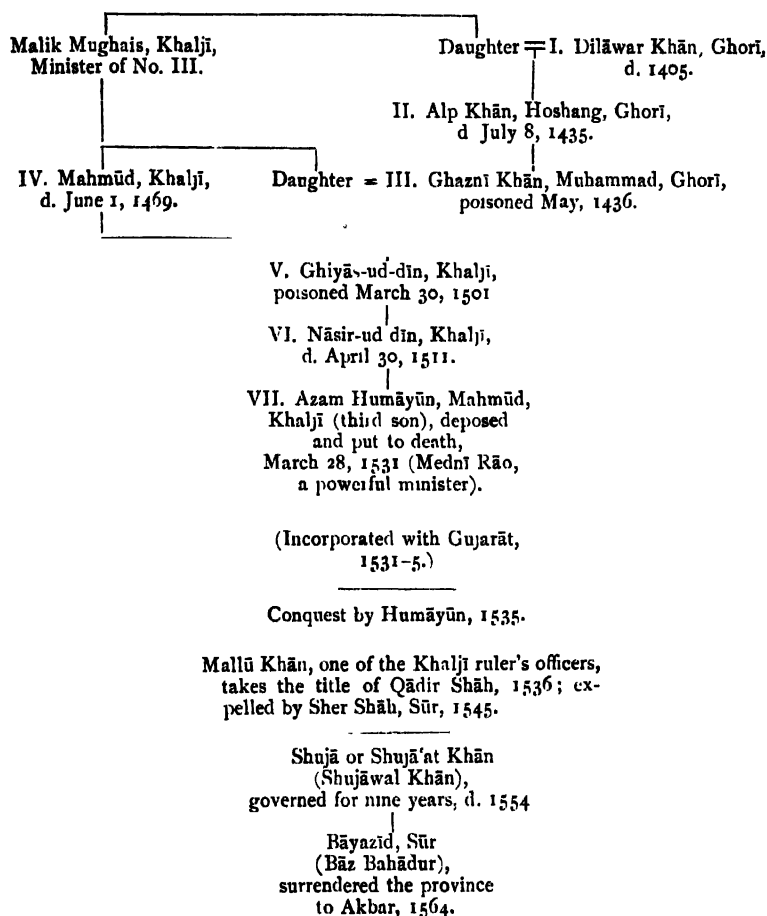 Malik Mughais, Khaljī,
Minister of No. III.
Daughter = I. Dilāwar Khān, Ghorī,
d. 1405.
II. Alp Khān, Hoshang, Ghorī,
d July 8, 1435.
IV. Mahmūd, Khaljī,
d. June 1, 1469.
Daughter = III. Ghaznī Khān, Muhammad, Ghorī,
poisoned May, 1436.
V. Ghiyās-ud-dīn, Khaljī,
poisoned March 30, 1501
VI. Nāsir-ud dīn, Khaljī,
d. April 30, 1511.
VII. Azam Humāyūn, Mahmūd,
Khaljī (third son), deposed
and put to death,
March 28, 1531 (Mednī Rāo,
a powerful minister).
(Incorporated with Gujarāt,
1531-5.)
Conquest by Humāyūn, 1535.
Mallū Khān, one of the Khaljī ruler's officers,
takes the title of Qādir Shāh, 1536; ex-
pelled by Sher Shāh, Sūr, 1545.
Shujā or Shujā'at Khān
(Shujāwal Khān),
governed for nine years, d. 1554
Bāyazīd, Sūr
(Bāz Bahādur),
surrendered the province
to Akbar, 1564.